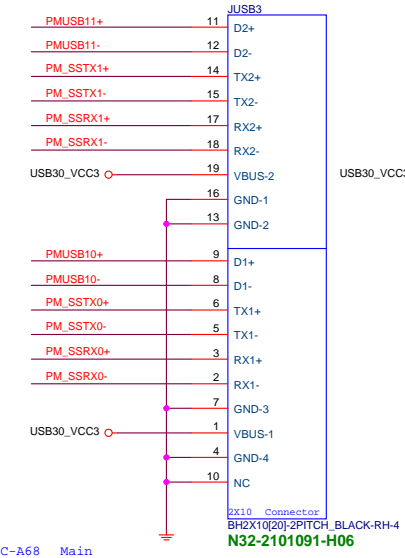 JUSB3
PMUSB11+ 11 D2+
PMUSB11- 12 D2-
PM_SSTX1+ 14 TX2+
PM_SSTX1- 15 TX2-
PM_SSRX1+ 17 RX2+
PM_SSRX1- 18 RX2-
USB30_VCC3 19 VBUS-2 USB30_VCC3
16 GND-1
13 GND-2
PMUSB10+ 9 D1+
PMUSB10- 8 D1-
PM_SSTX0+ 6 TX1+
PM_SSTX0- 5 TX1-
PM_SSRX0+ 3 RX1+
PM_SSRX0- 2 RX1-
7 GND-3
USB30_VCC3 1 VBUS-1
4 GND-4
10 NC
2X10 Connector
BH2X10[20]-2PITCH_BLACK-RH-4
N32-2101091-H06
C-A68 Main